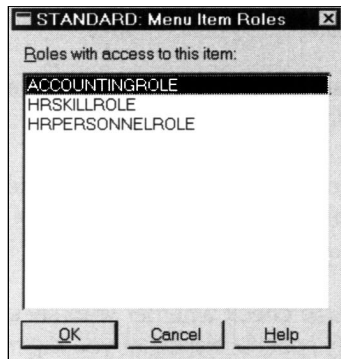 STANDARD: Menu Item Roles
Roles with access to this item:
ACCOUNTINGROLE
HRSKILLROLE
HRPERSONNELROLE
OK Cancel Help